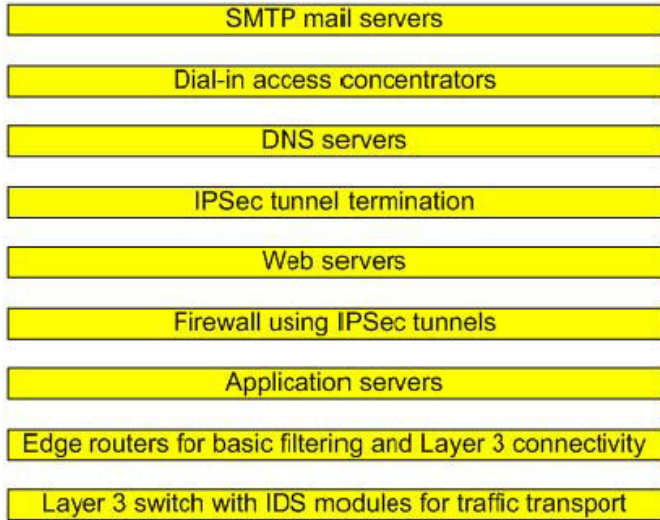 SMTP mail servers
Dial-in access concentrators
DNS servers
IPSec tunnel termination
Web servers
Firewall using IPSec tunnels
Application servers
Edge routers for basic filtering and Layer 3 connectivity
Layer 3 switch with IDS modules for traffic transport